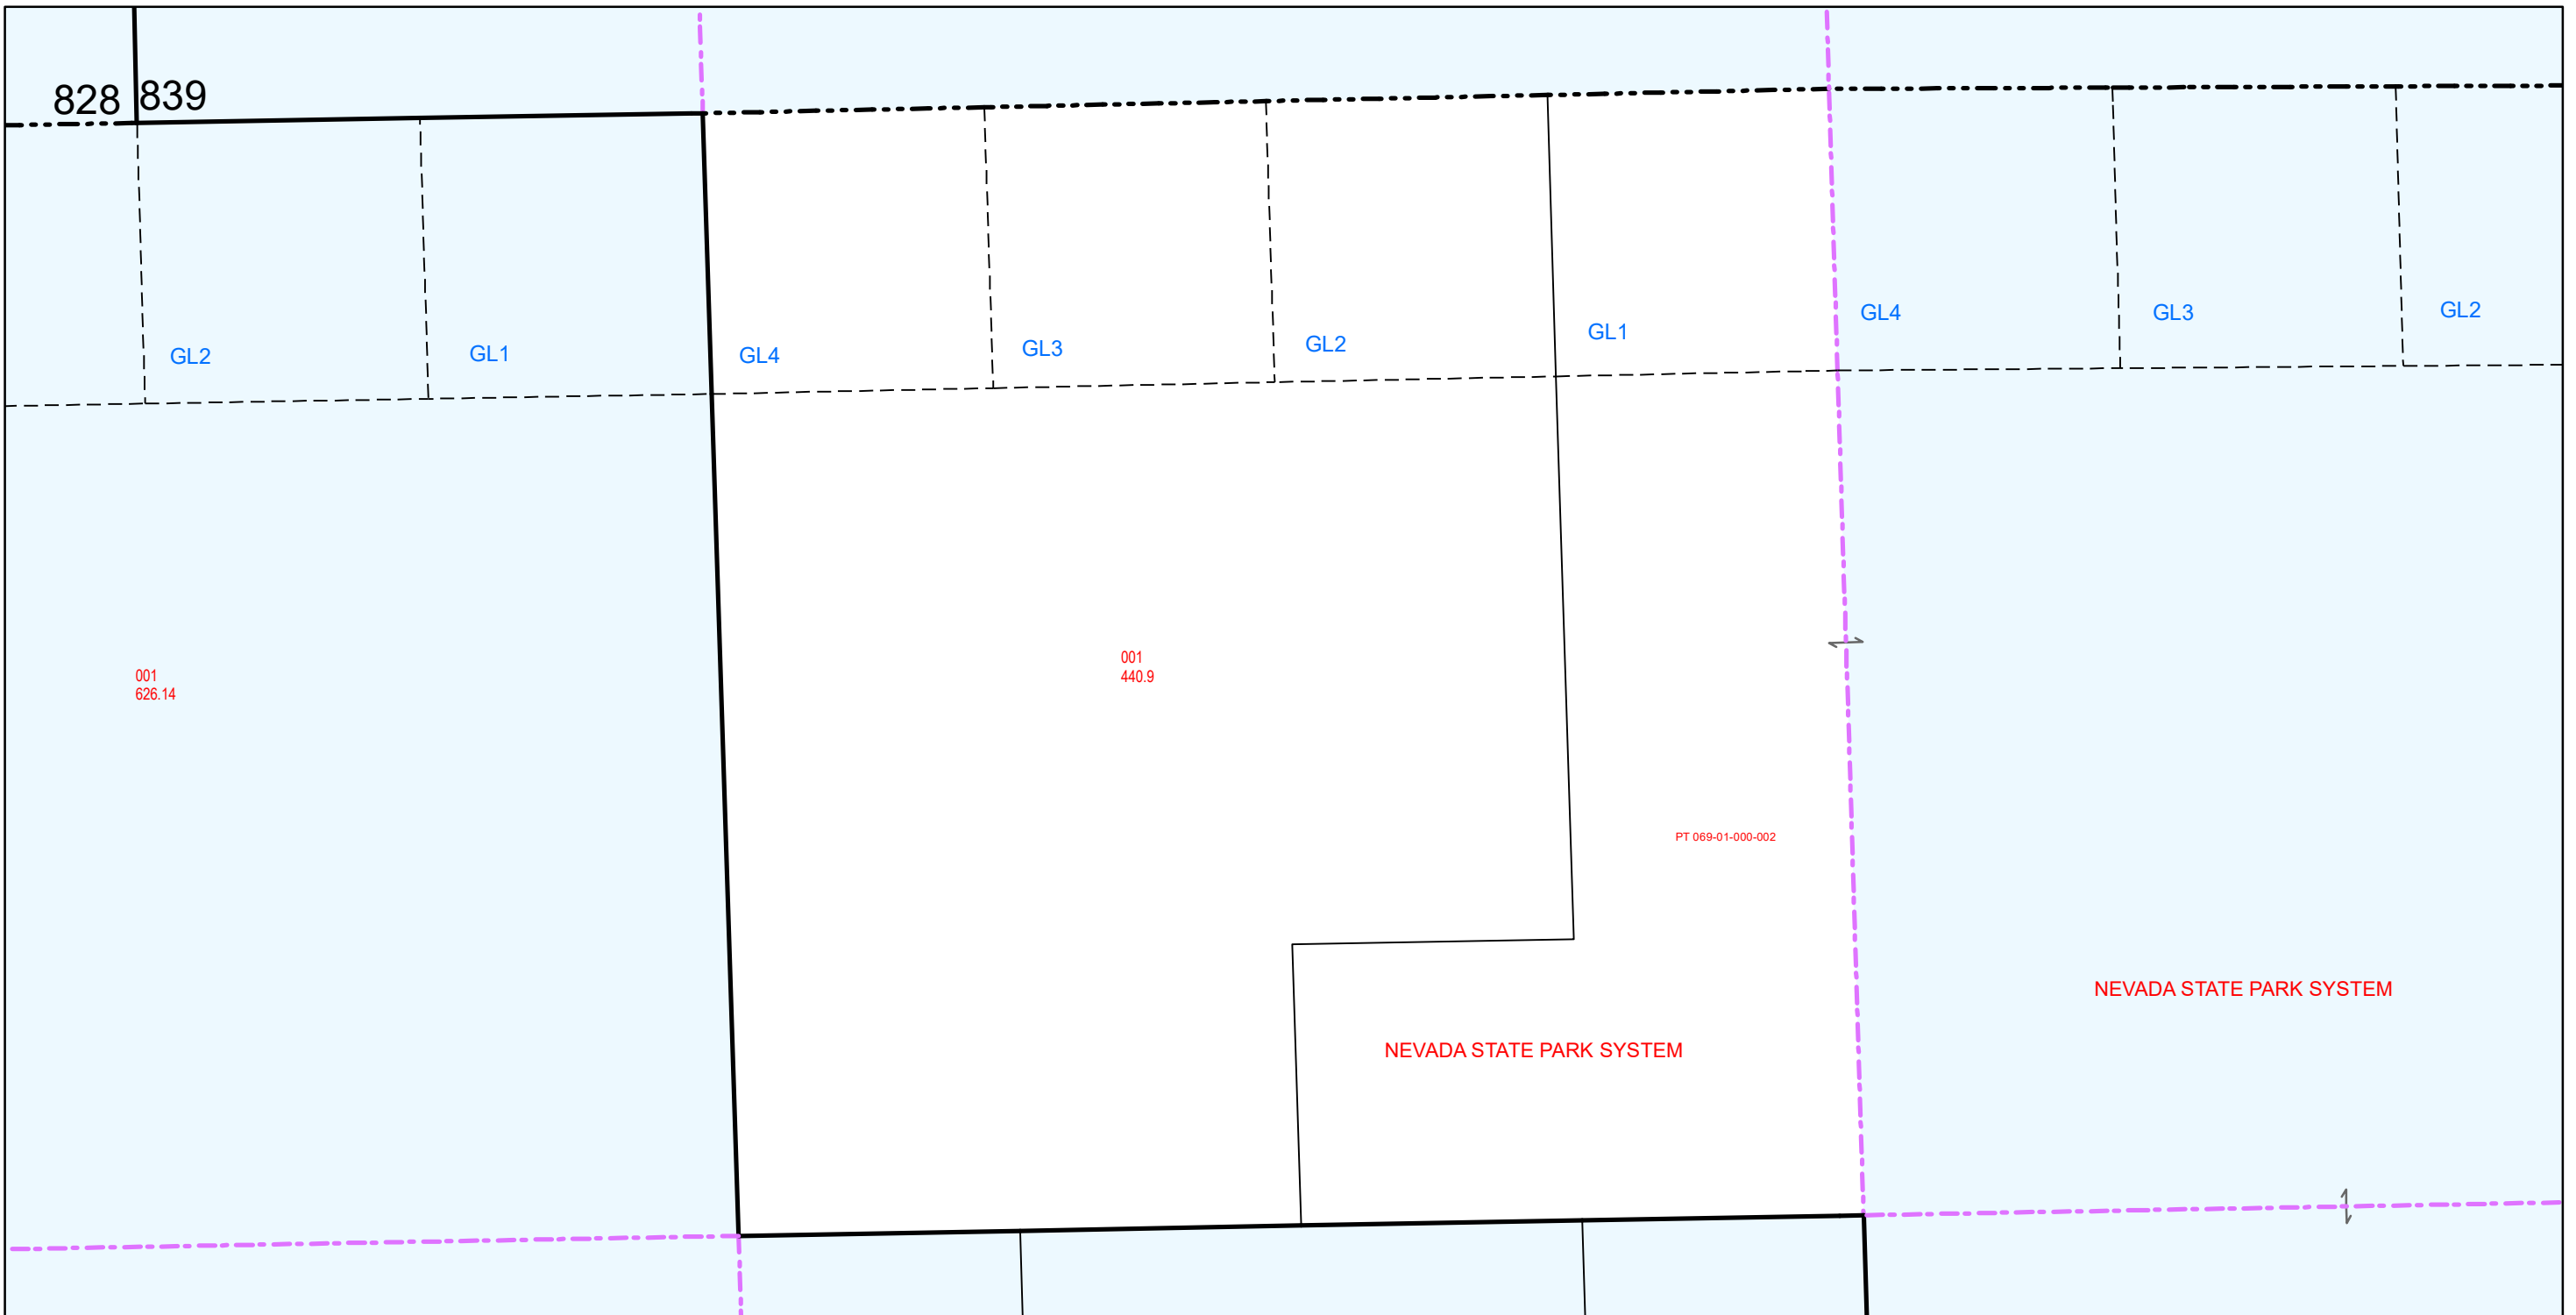 828 839
GL2
GL1
GL4
GL3
GL2
GL1
GL4
GL3
GL2
001
626.14
001
440.9
PT 069-01-000-002
NEVADA STATE PARK SYSTEM
NEVADA STATE PARK SYSTEM